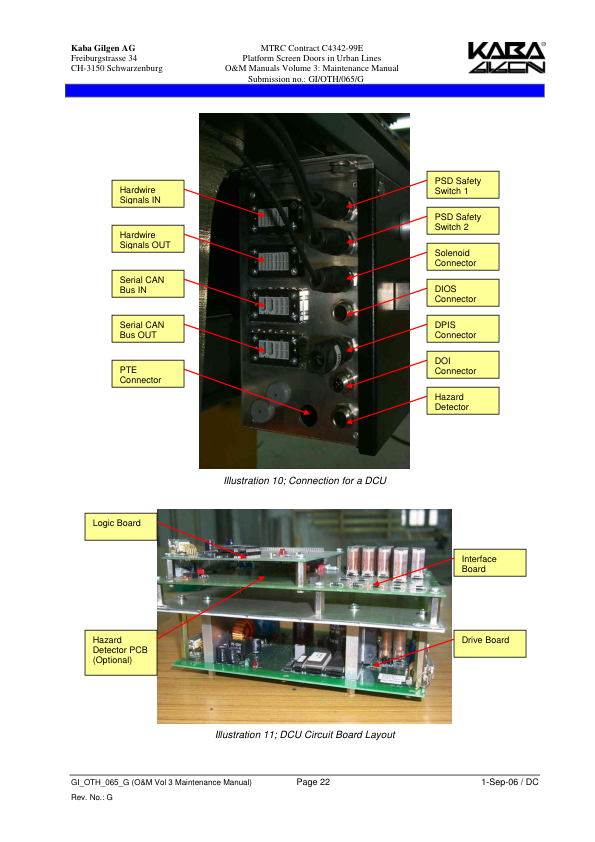 Kaba Gilgen AG
Freiburgstrasse 34
CH-3150 Schwarzenburg
MTRC Contract C4342-99E
Platform Screen Doors in Urban Lines
O&M Manuals Volume 3: Maintenance Manual
Submission no.: GI/OTH/065/G
KABA®
GILGEN
Hardwire
Signals IN
Hardwire
Signals OUT
Serial CAN
Bus IN
Serial CAN
Bus OUT
PTE
Connector
PSD Safety
Switch 1
PSD Safety
Switch 2
Solenoid
Connector
DIOS
Connector
DPIS
Connector
DOI
Connector
Hazard
Detector
Illustration 10; Connection for a DCU
Logic Board
Interface
Board
Hazard
Detector PCB
(Optional)
Drive Board
Illustration 11; DCU Circuit Board Layout
GI_OTH_065_G (O&M Vol 3 Maintenance Manual)
Page 22
1-Sep-06 / DC
Rev. No.: G